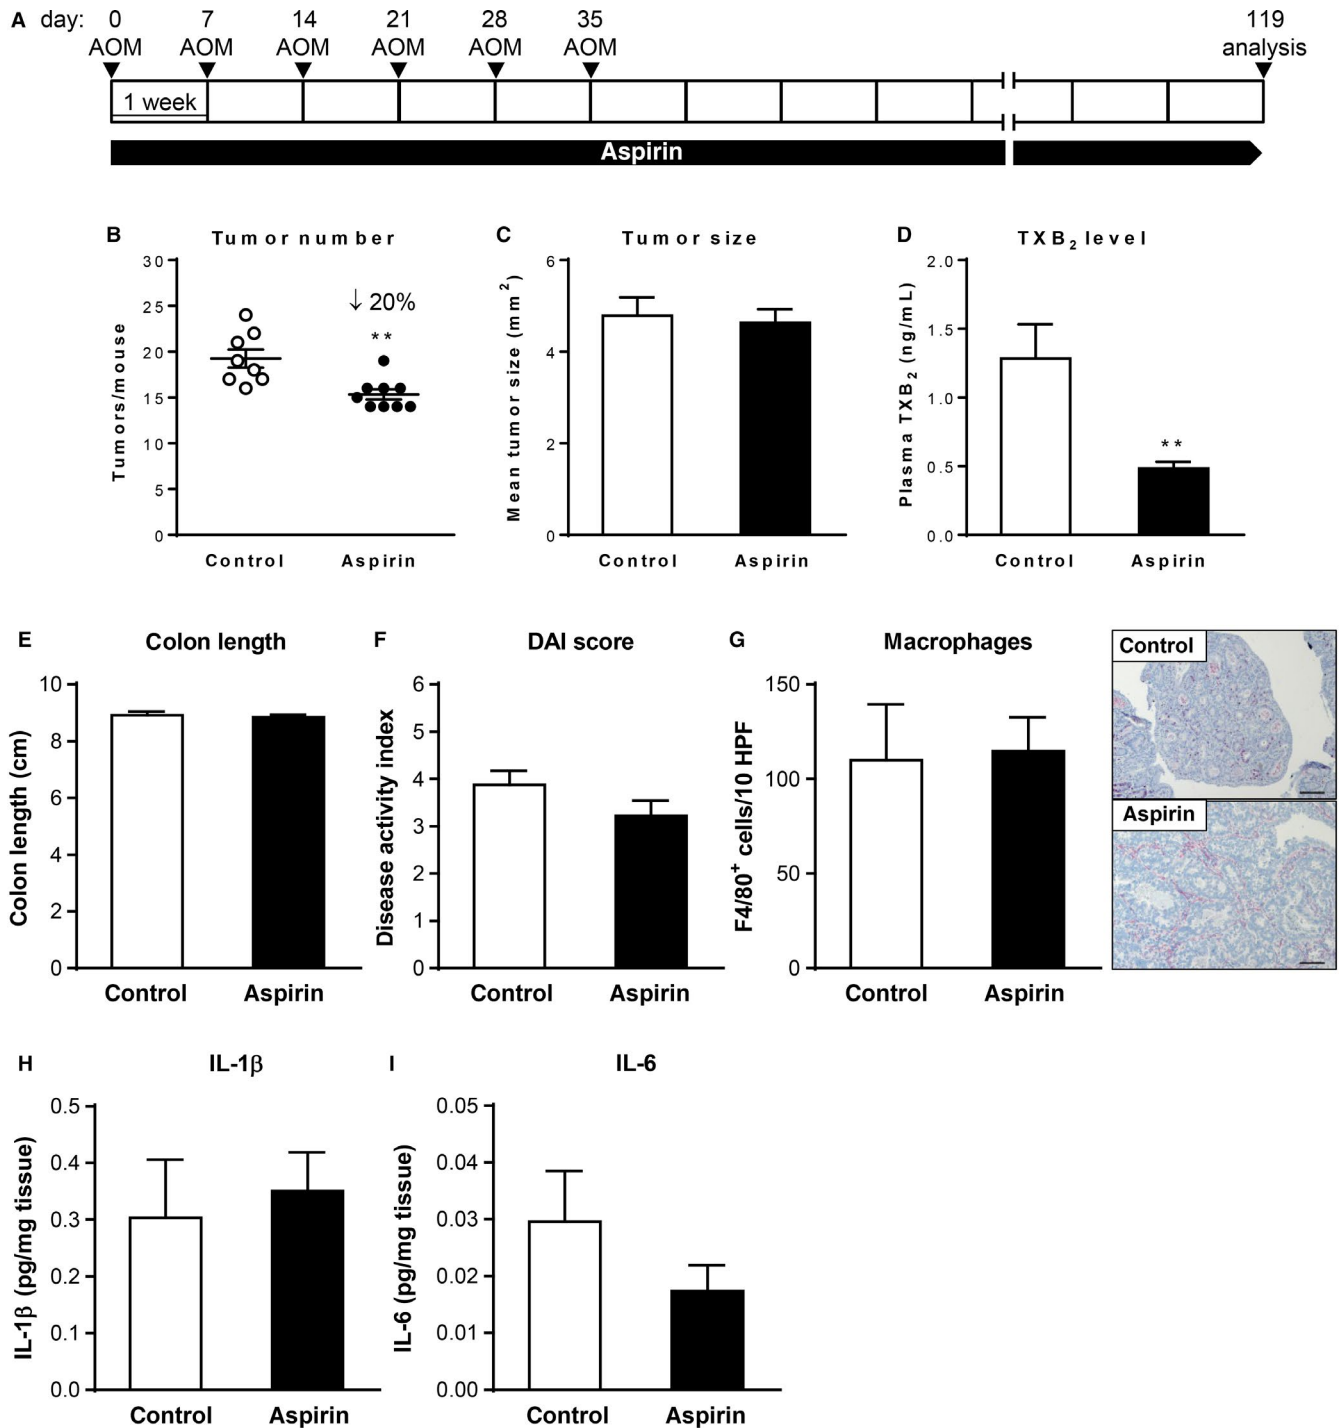 A day: 0 7 14 21 28 35 119
AOM AOM AOM AOM AOM AOM analysis
1 week
Aspirin
B Tumor number
Tumors/mouse
30
25
20
15
10
5
0
↓ 20%
**
Control Aspirin
C Tumor size
Mean tumor size (mm²)
6
4
2
0
Control Aspirin
D TXB₂ level
Plasma TXB₂ (ng/mL)
2.0
1.5
1.0
0.5
0.0
**
Control Aspirin
E Colon length
Colon length (cm)
10
8
6
4
2
0
Control Aspirin
F DAI score
Disease activity index
6
5
4
3
2
1
0
Control Aspirin
G Macrophages
F4/80⁺ cells/10 HPF
150
100
50
0
Control Aspirin
Control
Aspirin
H IL-1β
IL-1β (pg/mg tissue)
0.5
0.4
0.3
0.2
0.1
0.0
Control Aspirin
I IL-6
IL-6 (pg/mg tissue)
0.05
0.04
0.03
0.02
0.01
0.00
Control Aspirin